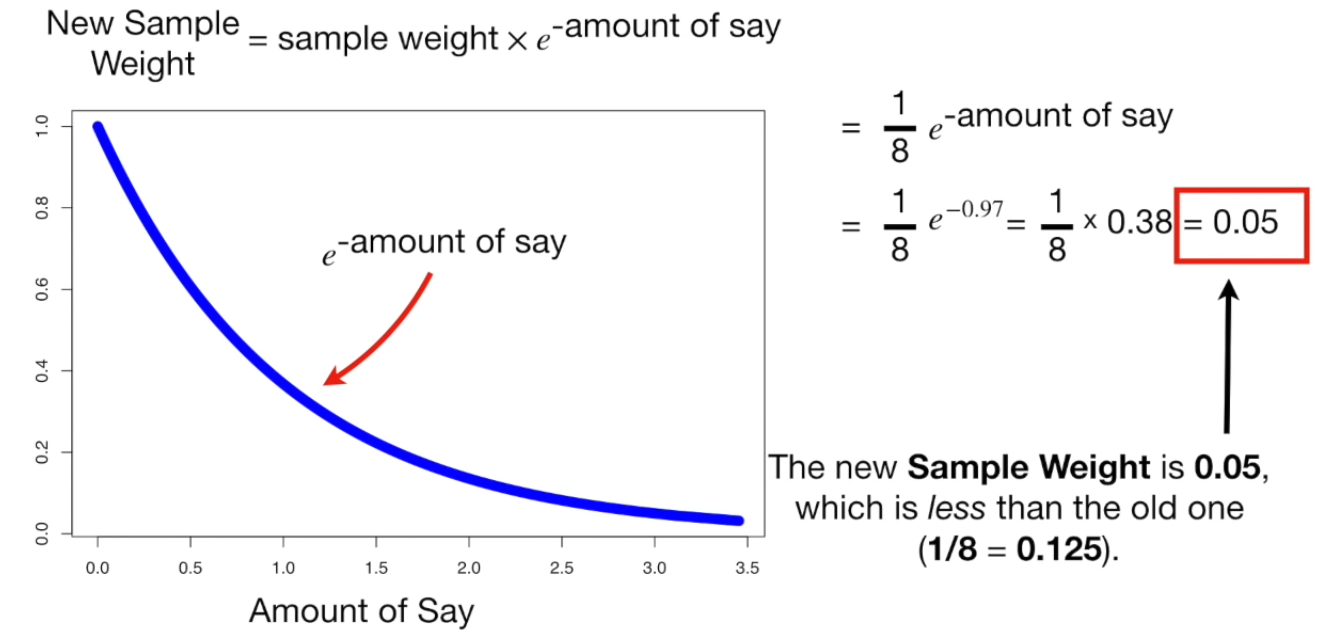 New Sample Weight = sample weight × e^-amount of say
1.0
0.8
0.6
0.4
0.2
0.0
e^-amount of say
0.0 0.5 1.0 1.5 2.0 2.5 3.0 3.5
Amount of Say
= 1/8 e^-amount of say
= 1/8 e^−0.97 = 1/8 × 0.38 = 0.05
The new Sample Weight is 0.05,
which is less than the old one
(1/8 = 0.125).